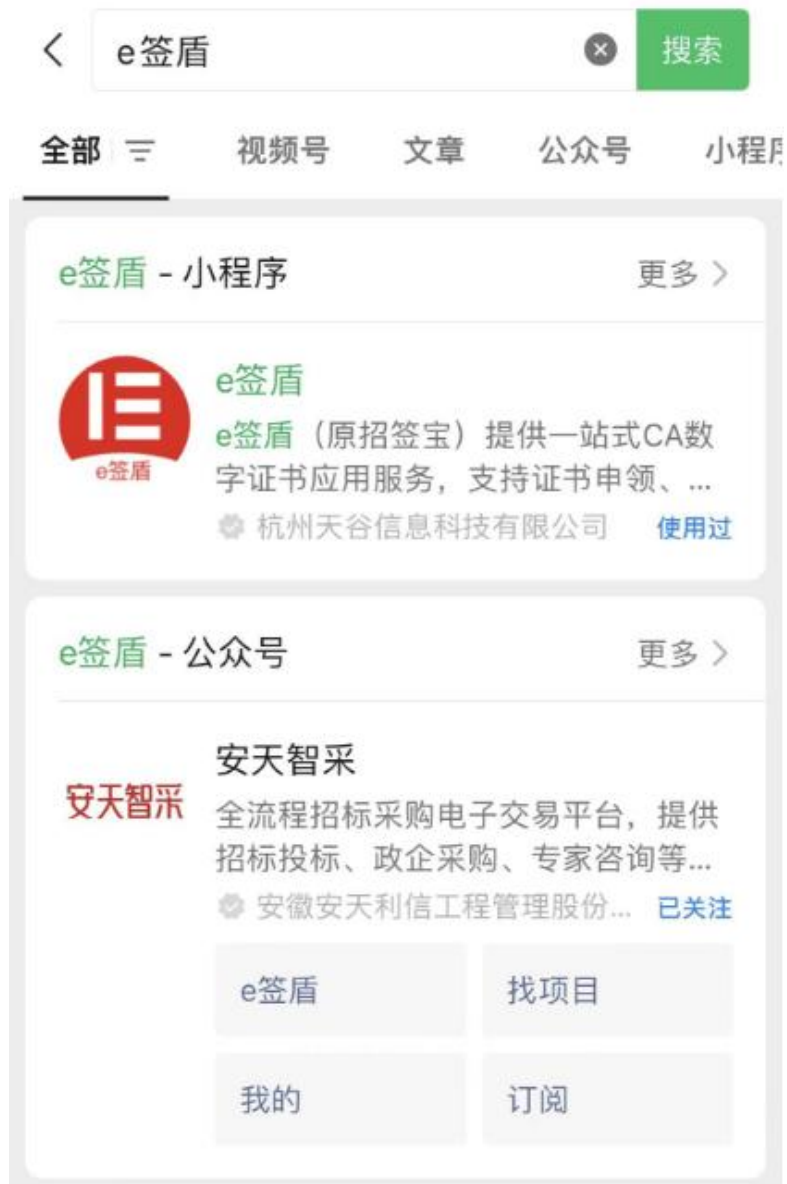 e签盾
搜索
全部
视频号
文章
公众号
小程序
e签盾 - 小程序
更多
e签盾
e签盾
e签盾（原招签宝）提供一站式CA数
字证书应用服务，支持证书申领、...
杭州天谷信息科技有限公司
使用过
e签盾 - 公众号
更多
安天智采
安天智采
全流程招标采购电子交易平台，提供
招标投标、政企采购、专家咨询等...
安徽安天利信工程管理股份...
已关注
e签盾
找项目
我的
订阅